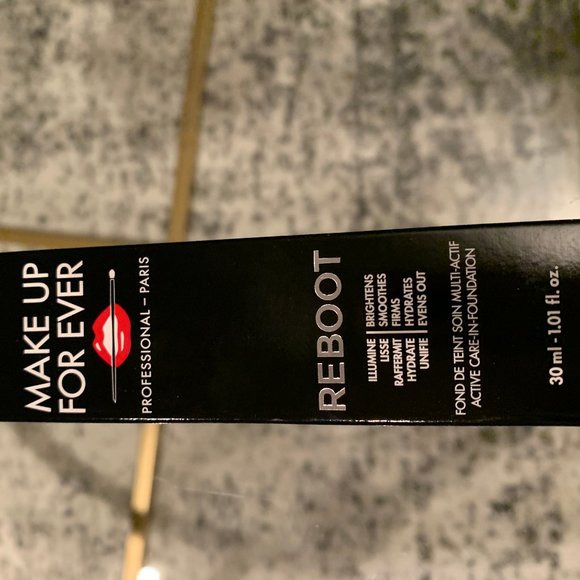 MAKE UP
FOR EVER
PROFESSIONAL – PARIS
REBOOT
ILLUMINE | BRIGHTENS
LISSE | SMOOTHES
RAFFERMIT | FIRMS
HYDRATE | HYDRATES
UNIFIE | EVENS OUT
FOND DE TEINT SOIN MULTI-ACTIF
ACTIVE CARE-IN-FOUNDATION
30 ml - 1.01 fl. oz.